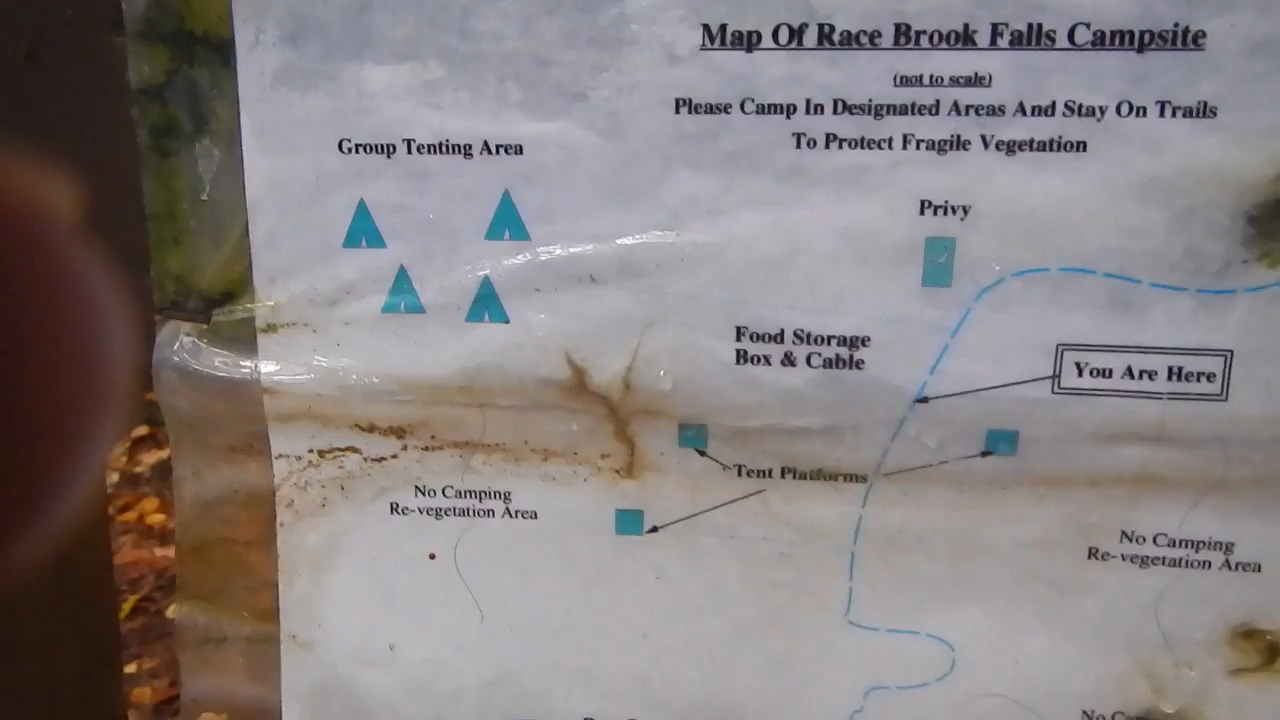 Map Of Race Brook Falls Campsite
(not to scale)
Please Camp In Designated Areas And Stay On Trails
To Protect Fragile Vegetation
Group Tenting Area
Privy
Food Storage
Box & Cable
You Are Here
Tent Platforms
No Camping
Re-vegetation Area
No Camping
Re-vegetation Area
No